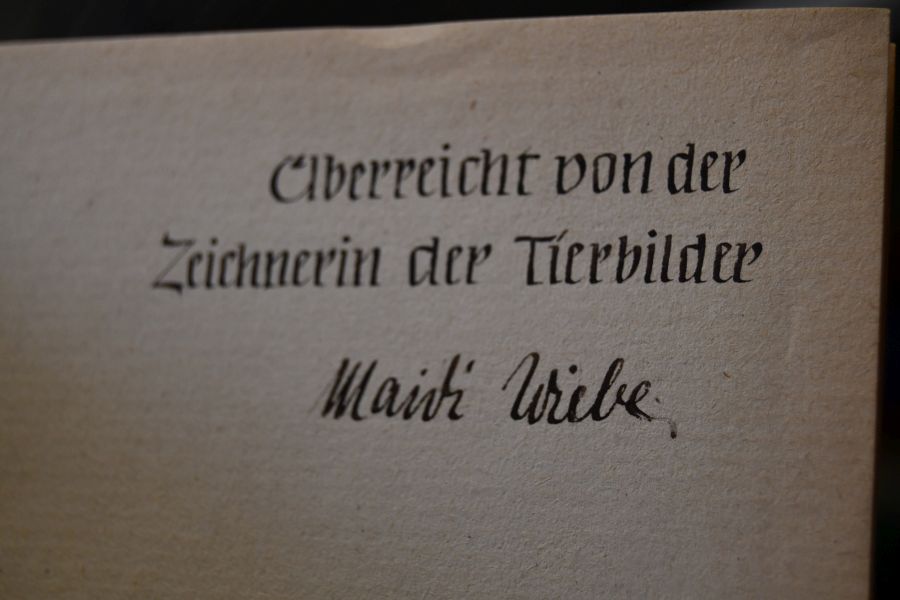 Überreicht von der
Zeichnerin der Tierbilder
Maidi Wiebe.